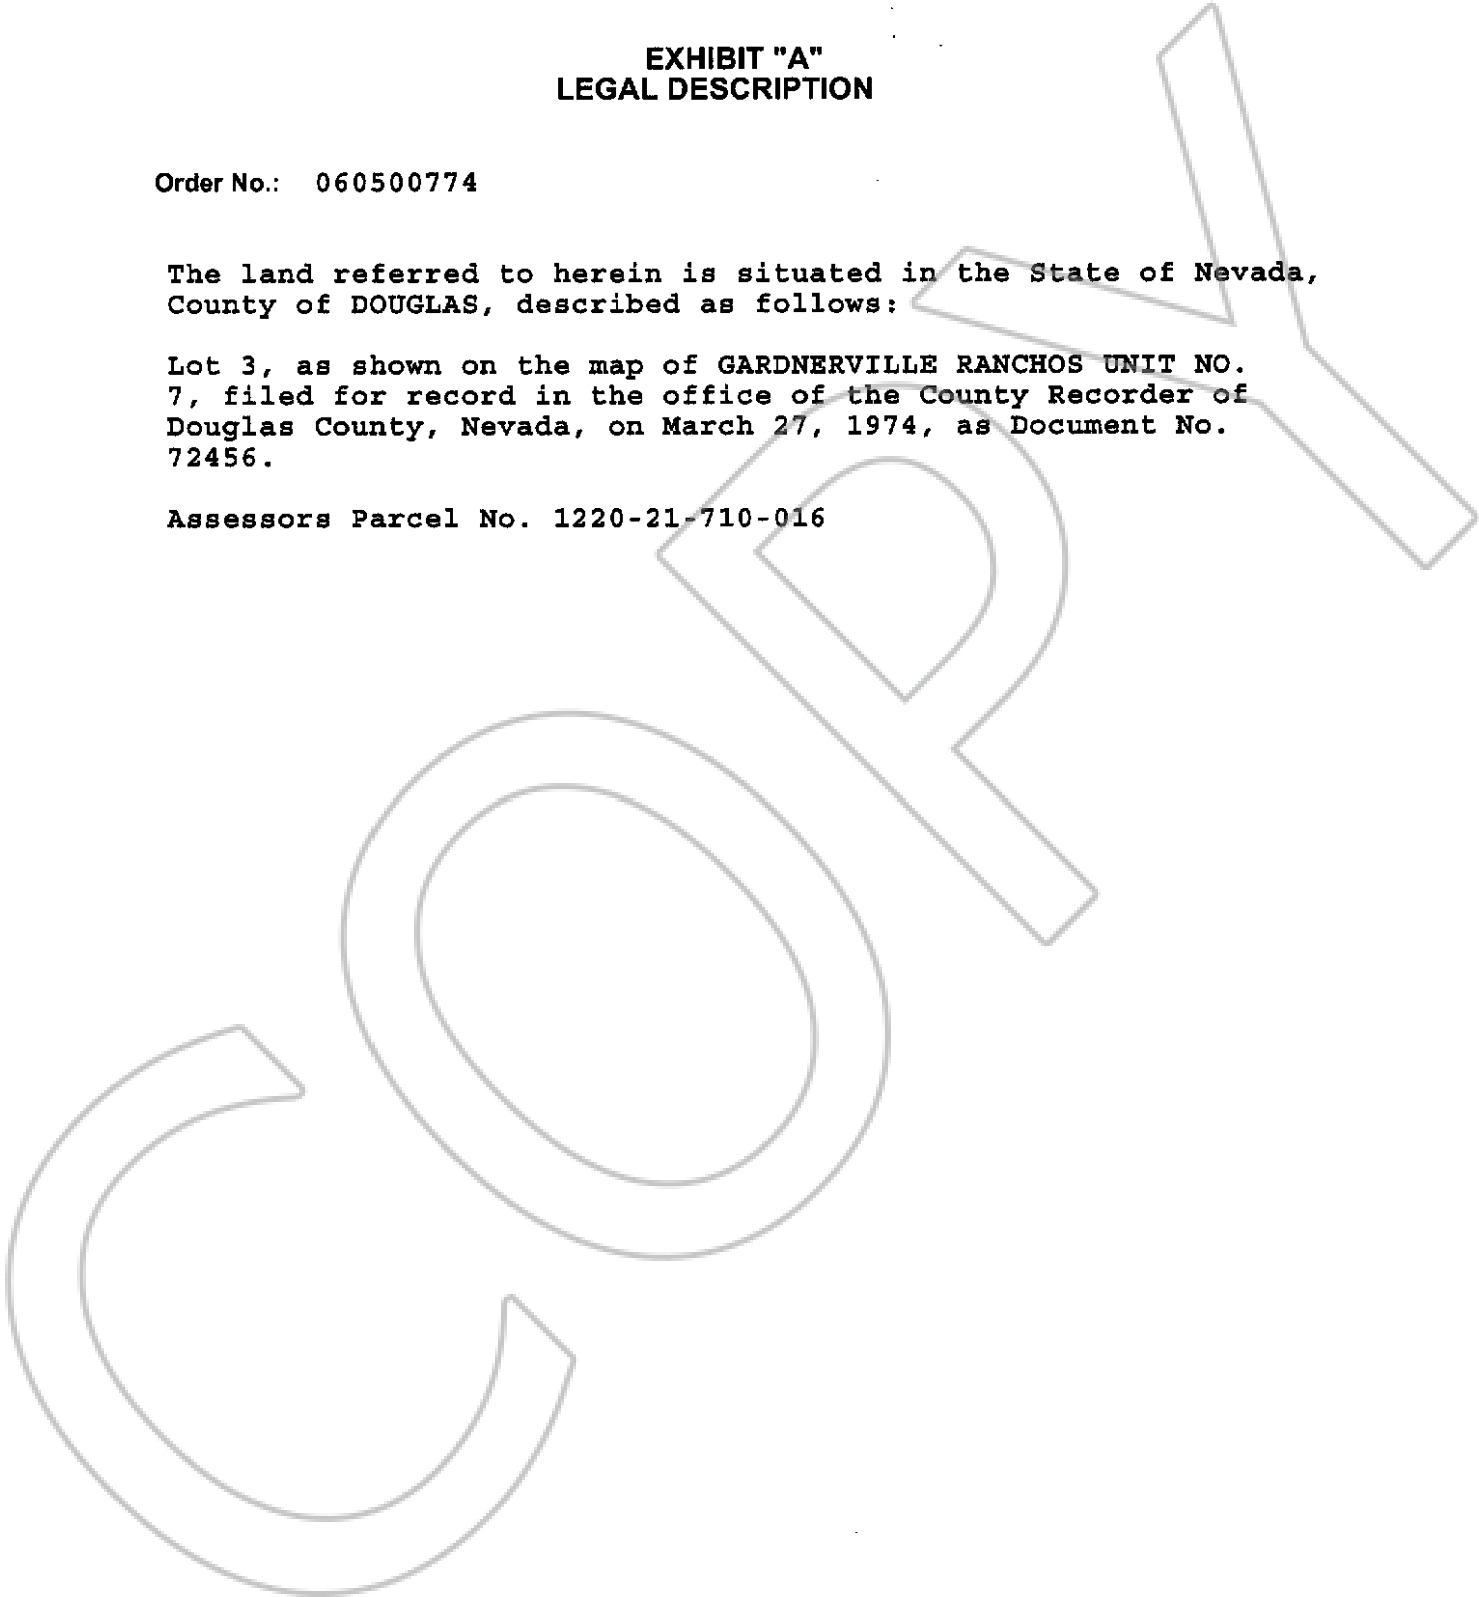 EXHIBIT "A"
LEGAL DESCRIPTION
Order No.: 060500774
The land referred to herein is situated in the State of Nevada,
County of DOUGLAS, described as follows:
Lot 3, as shown on the map of GARDNERVILLE RANCHOS UNIT NO.
7, filed for record in the office of the County Recorder of
Douglas County, Nevada, on March 27, 1974, as Document No.
72456.
Assessors Parcel No. 1220-21-710-016
COPY